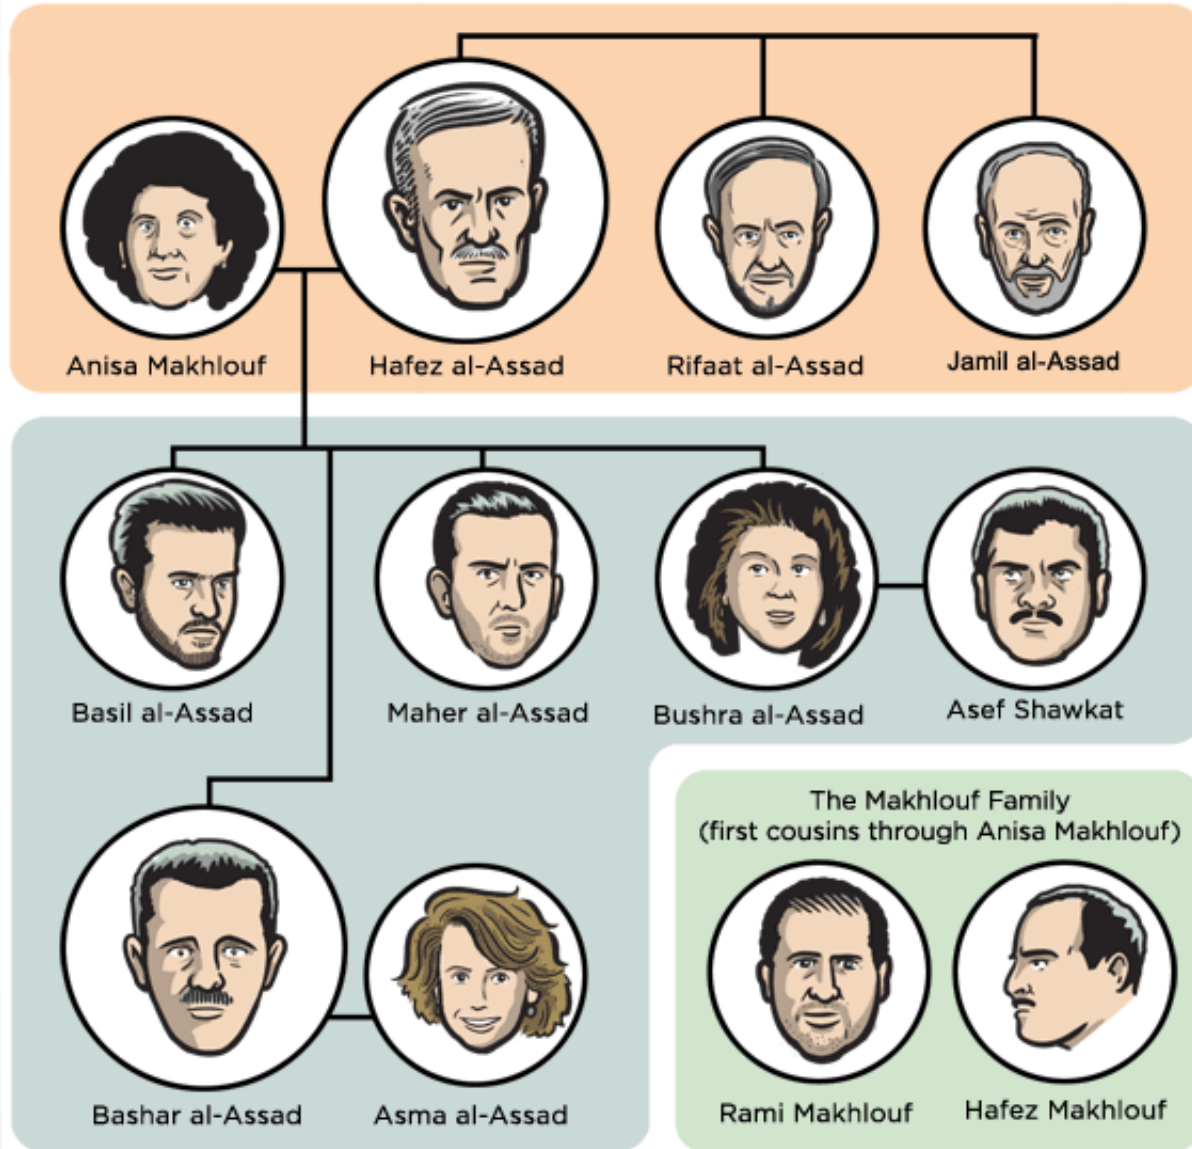 Anisa Makhlouf
Hafez al-Assad
Rifaat al-Assad
Jamil al-Assad
Basil al-Assad
Maher al-Assad
Bushra al-Assad
Asef Shawkat
The Makhlouf Family
(first cousins through Anisa Makhlouf)
Bashar al-Assad
Asma al-Assad
Rami Makhlouf
Hafez Makhlouf